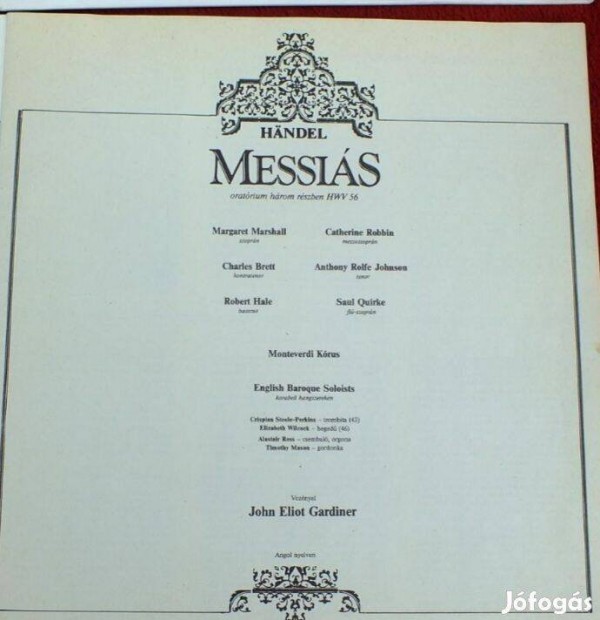 HÄNDEL
MESSIÁS
oratórium három részben HWV 56
Margaret Marshall
szoprán
Catherine Robbin
mezzoszoprán
Charles Brett
kontratenor
Anthony Rolfe Johnson
tenor
Robert Hale
basszus
Saul Quirke
fiú-szoprán
Monteverdi Kórus
English Baroque Soloists
korabeli hangszereken
Crispian Steele-Perkins – trombita (43)
Elizabeth Wilcock – hegedű (46)
Alastair Ross – csembaló, orgona
Timothy Mason – gordonka
Vezényel
John Eliot Gardiner
Angol nyelven
Jófogás